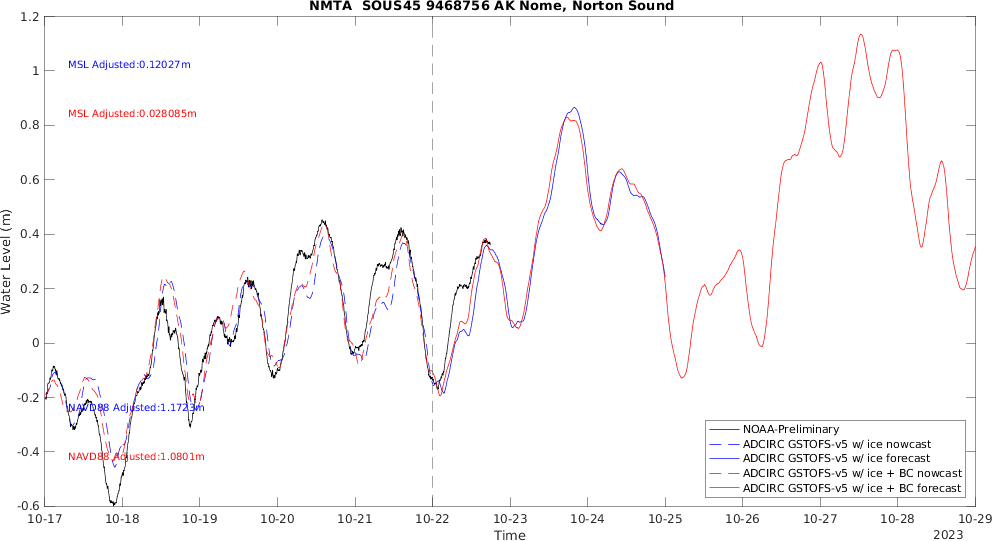 NMTA SOUS45 9468756 AK Nome, Norton Sound
1.2
1
0.8
0.6
0.4
0.2
0
-0.2
-0.4
-0.6
Water Level (m)
MSL Adjusted:0.12027m
MSL Adjusted:0.028085m
NAVD88 Adjusted:1.1723m
NAVD88 Adjusted:1.0801m
NOAA-Preliminary
ADCIRC GSTOFS-v5 w/ ice nowcast
ADCIRC GSTOFS-v5 w/ ice forecast
ADCIRC GSTOFS-v5 w/ ice + BC nowcast
ADCIRC GSTOFS-v5 w/ ice + BC forecast
10-17 10-18 10-19 10-20 10-21 10-22 10-23 10-24 10-25 10-26 10-27 10-28 10-29
Time
2023